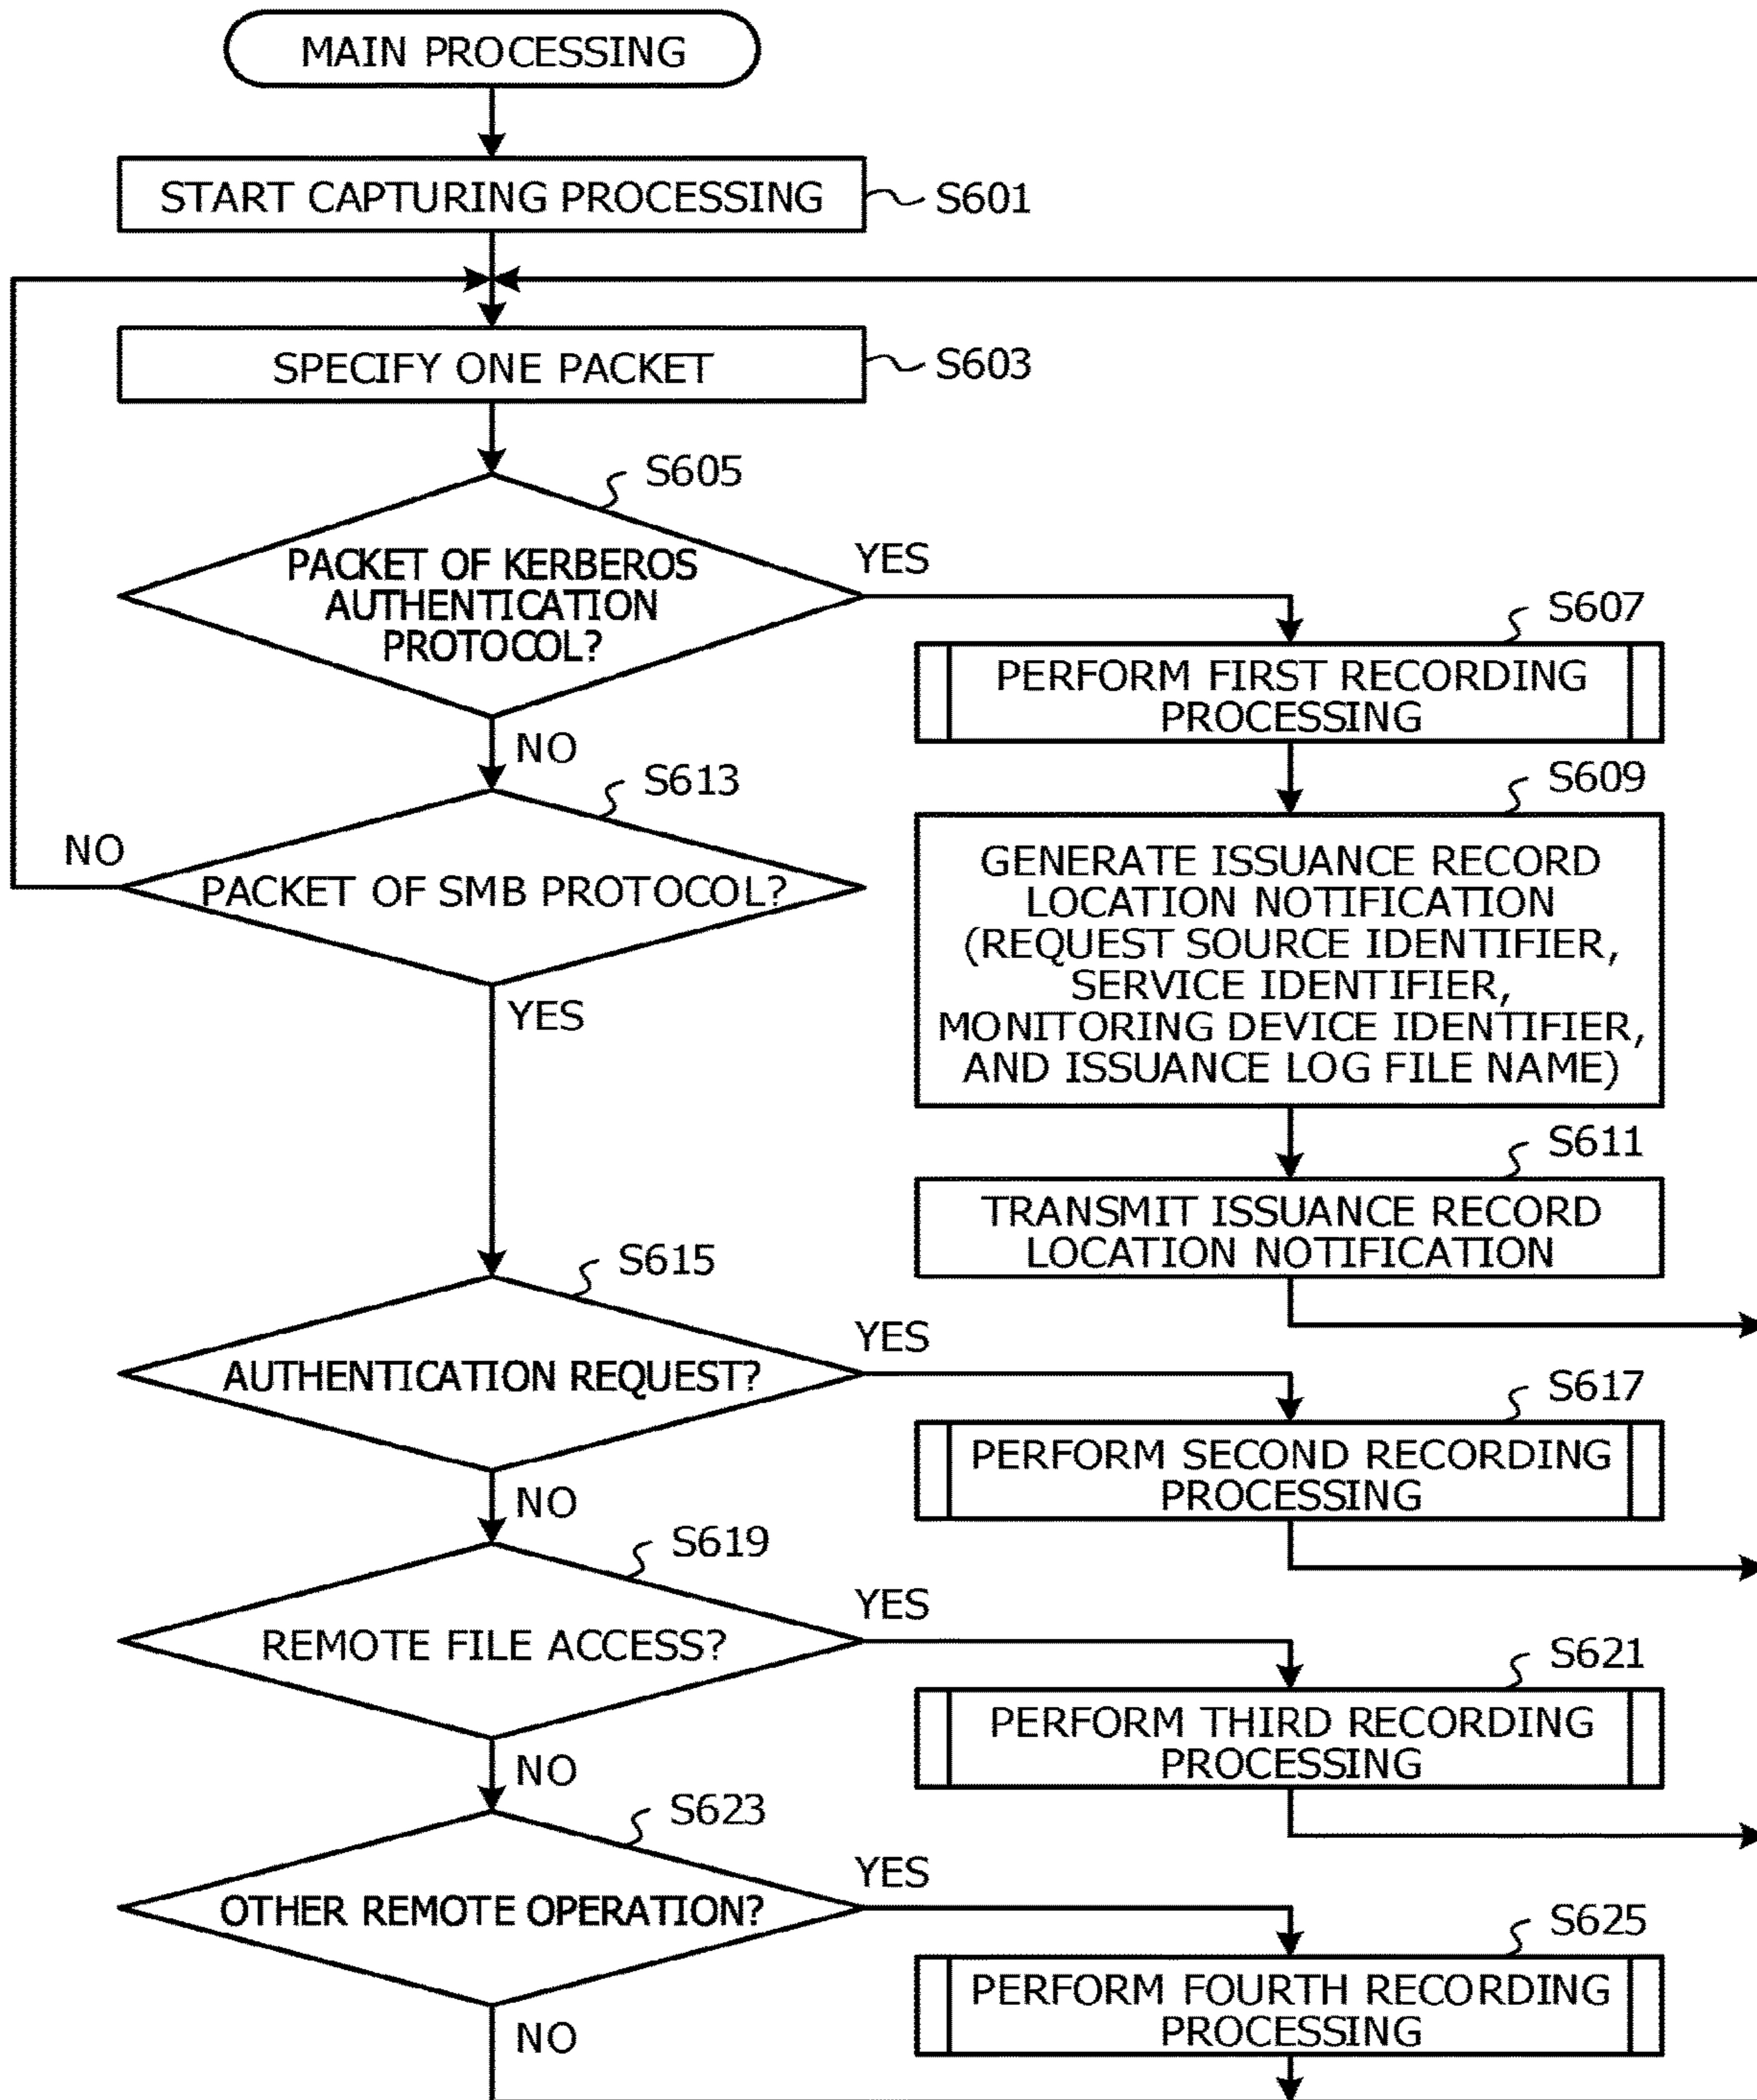 MAIN PROCESSING
START CAPTURING PROCESSING
S601
SPECIFY ONE PACKET
S603
S605
PACKET OF KERBEROS
AUTHENTICATION
PROTOCOL?
YES
NO
S607
PERFORM FIRST RECORDING
PROCESSING
S609
GENERATE ISSUANCE RECORD
LOCATION NOTIFICATION
(REQUEST SOURCE IDENTIFIER,
SERVICE IDENTIFIER,
MONITORING DEVICE IDENTIFIER,
AND ISSUANCE LOG FILE NAME)
S611
TRANSMIT ISSUANCE RECORD
LOCATION NOTIFICATION
S613
NO
PACKET OF SMB PROTOCOL?
YES
S615
AUTHENTICATION REQUEST?
YES
NO
S617
PERFORM SECOND RECORDING
PROCESSING
S619
REMOTE FILE ACCESS?
YES
NO
S621
PERFORM THIRD RECORDING
PROCESSING
S623
OTHER REMOTE OPERATION?
YES
NO
S625
PERFORM FOURTH RECORDING
PROCESSING